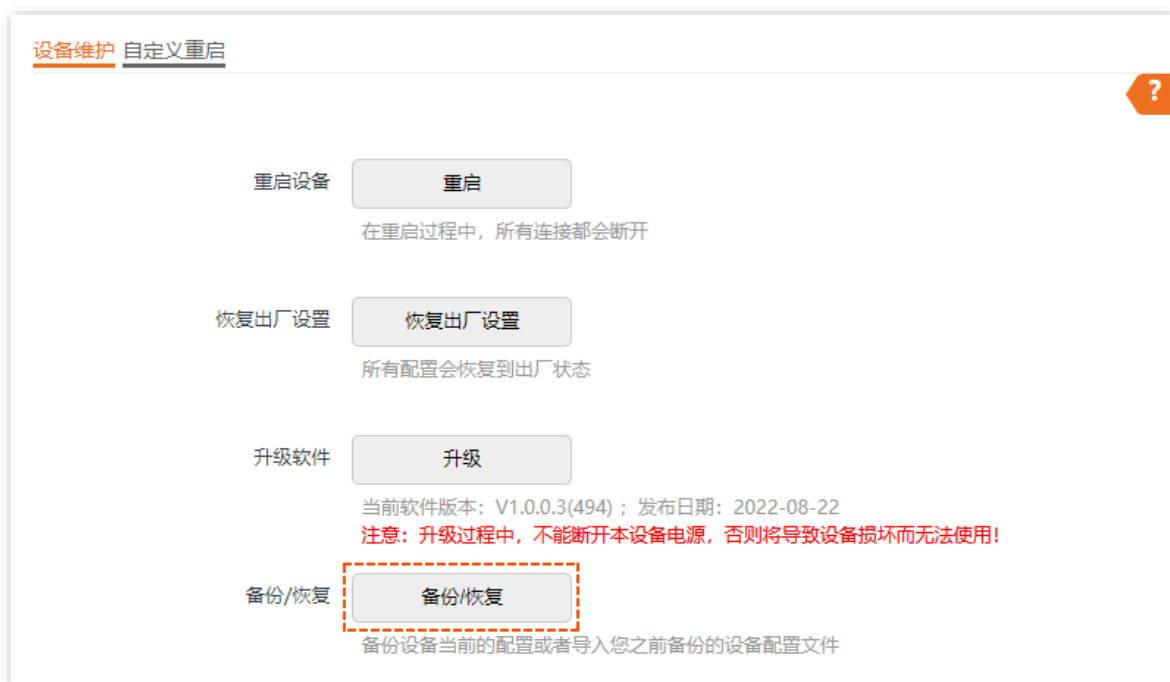 设备维护 自定义重启
?
重启设备 重启
在重启过程中，所有连接都会断开
恢复出厂设置 恢复出厂设置
所有配置会恢复到出厂状态
升级软件 升级
当前软件版本：V1.0.0.3(494)；发布日期：2022-08-22
注意：升级过程中，不能断开本设备电源，否则将导致设备损坏而无法使用！
备份/恢复 备份/恢复
备份设备当前的配置或者导入您之前备份的设备配置文件